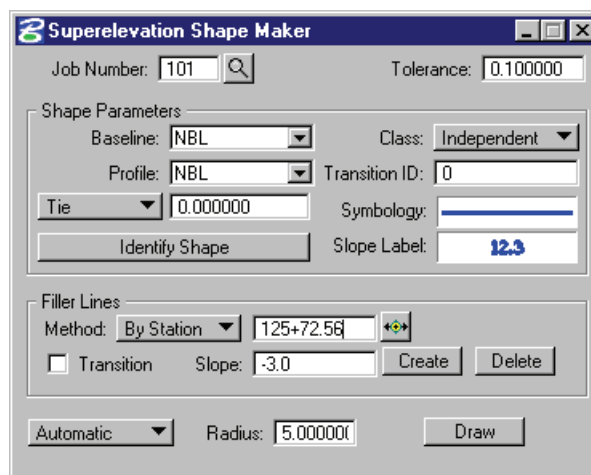 Superelevation Shape Maker
Job Number: 101 Tolerance: 0.100000
Shape Parameters
Baseline: NBL Class: Independent
Profile: NBL Transition ID: 0
Tie 0.000000 Symbology:
Identify Shape Slope Label: 12.3
Filler Lines
Method: By Station 125+72.56
Transition Slope: -3.0 Create Delete
Automatic Radius: 5.00000( Draw